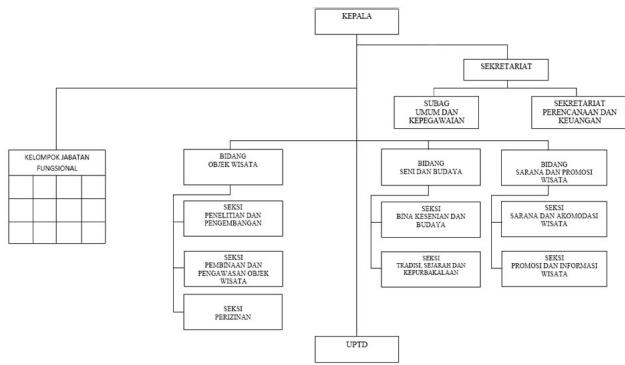 KEPALA
SEKRETARIAT
SUBAG
UMUM DAN
KEPEGAWAIAN
SEKRETARIAT
PERENCANAAN DAN
KEUANGAN
KELOMPOK JABATAN
FUNGSIONAL
BIDANG
OBJEK WISATA
SEKSI
PENELITIAN DAN
PENGEMBANGAN
SEKSI
PEMBINAAN DAN
PENGAWASAN OBJEK
WISATA
SEKSI
PERIZINAN
BIDANG
SENI DAN BUDAYA
SEKSI
BINA KESENIAN DAN
BUDAYA
SEKSI
TRADISI, SEJARAH DAN
KEPURBAKALAAN
BIDANG
SARANA DAN PROMOSI
WISATA
SEKSI
SARANA DAN AKOMODASI
WISATA
SEKSI
PROMOSI DAN INFORMASI
WISATA
UPTD